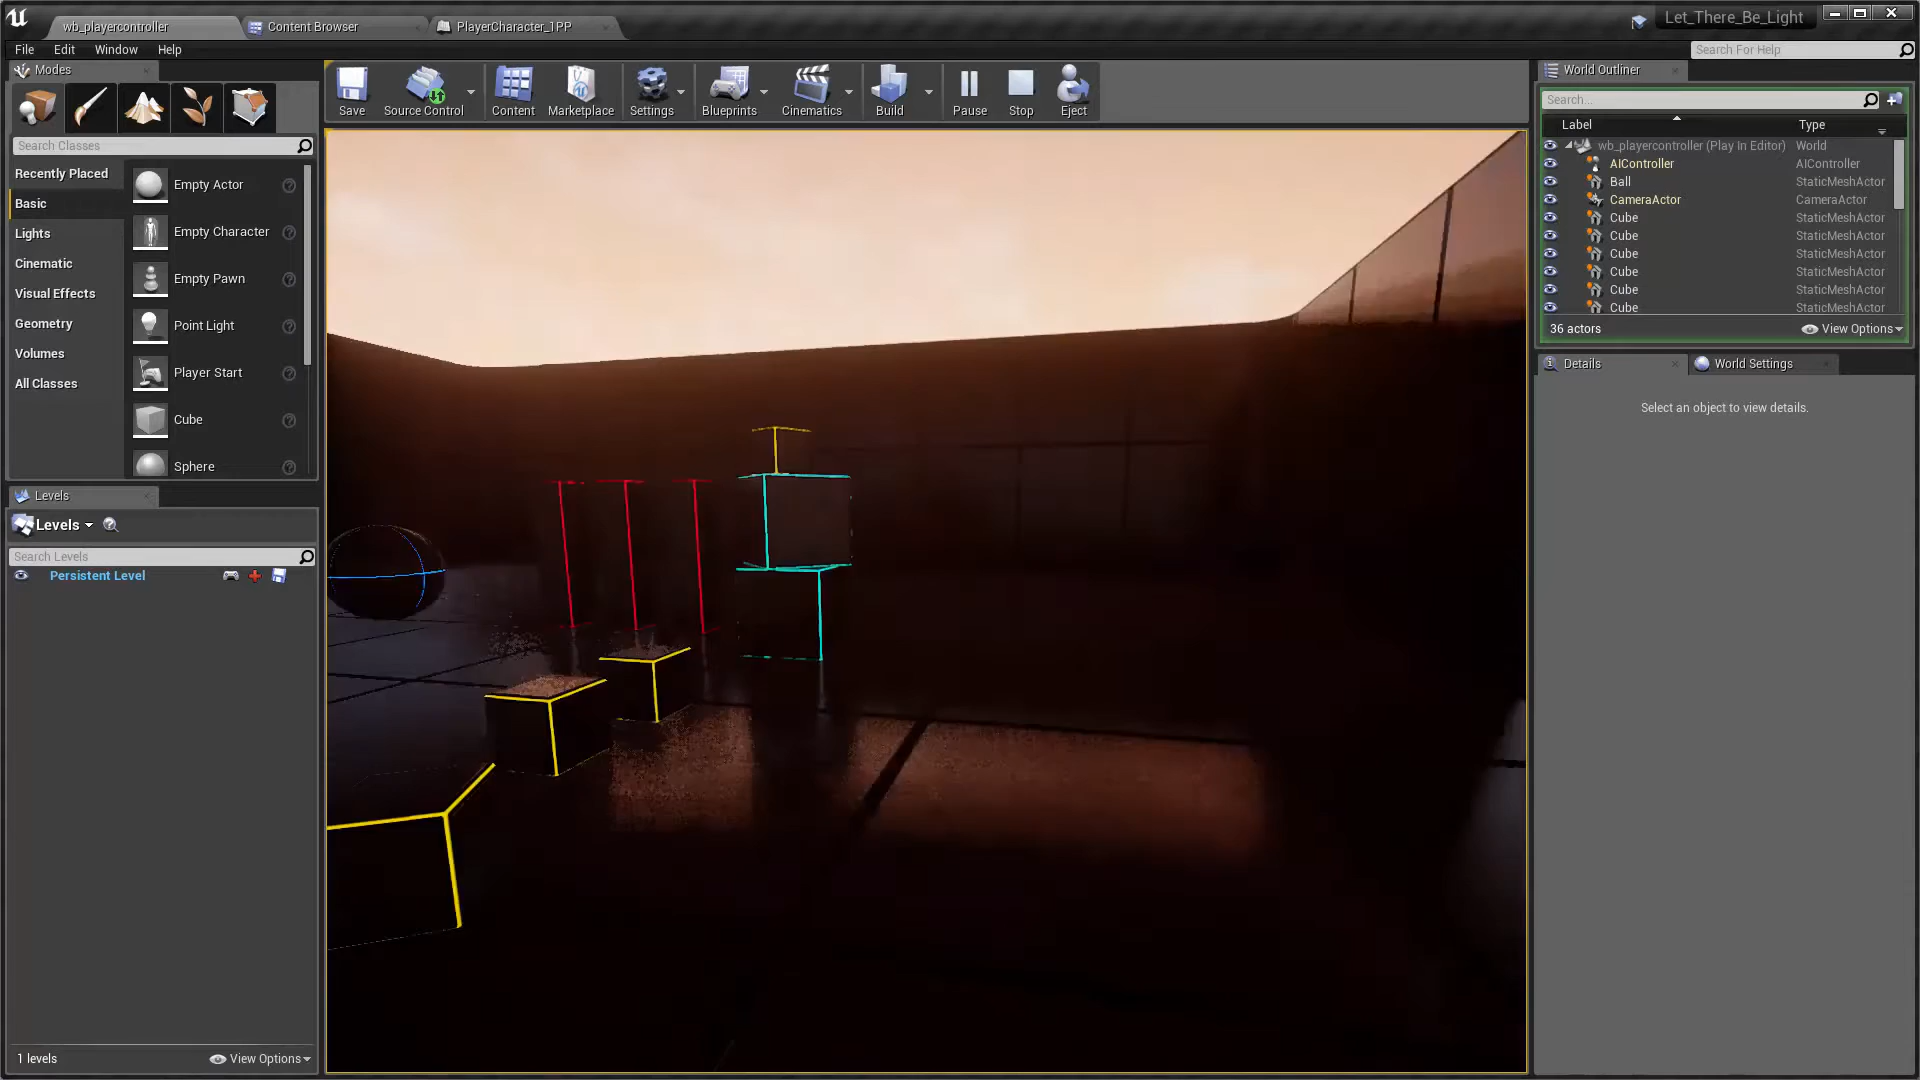 wb_playercontroller
Content Browser
PlayerCharacter_1PP
Let_There_Be_Light
File
Edit
Window
Help
Search For Help
Modes
Search Classes
Recently Placed
Basic
Lights
Cinematic
Visual Effects
Geometry
Volumes
All Classes
Empty Actor
Empty Character
Empty Pawn
Point Light
Player Start
Cube
Sphere
Levels
Levels
Search Levels
Persistent Level
1 levels
View Options
Save
Source Control
Content
Marketplace
Settings
Blueprints
Cinematics
Build
Pause
Stop
Eject
World Outliner
Search...
Label Type
wb_playercontroller (Play In Editor) World
AIController AIController
Ball StaticMeshActor
CameraActor CameraActor
Cube StaticMeshActor
Cube StaticMeshActor
Cube StaticMeshActor
Cube StaticMeshActor
Cube StaticMeshActor
Cube StaticMeshActor
36 actors
View Options
Details
World Settings
Select an object to view details.